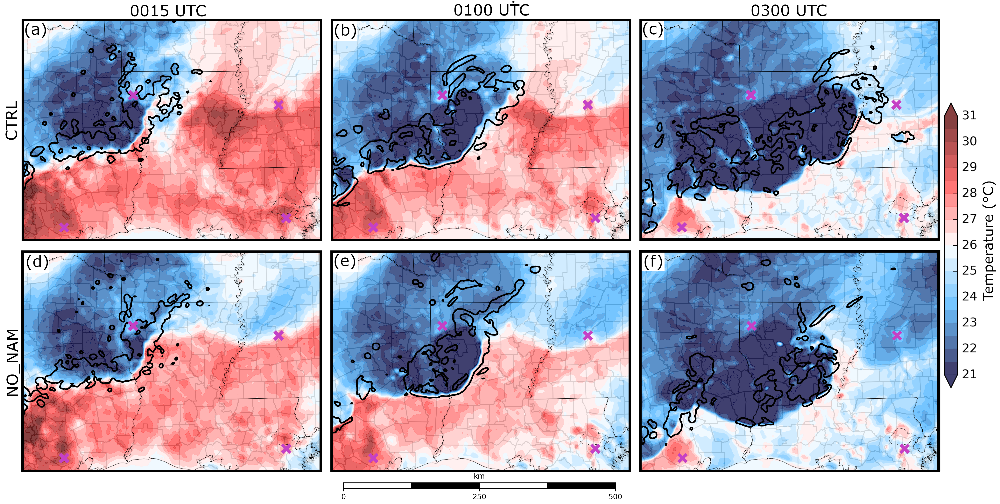 0015 UTC
0100 UTC
m
0300 UTC
(a)
(b)
(c)
CTRL
(d)
(e)
(f)
NO_NAM
31
30
29
28
27
26
25
24
23
22
21
Temperature (°C)
km
0
250
500